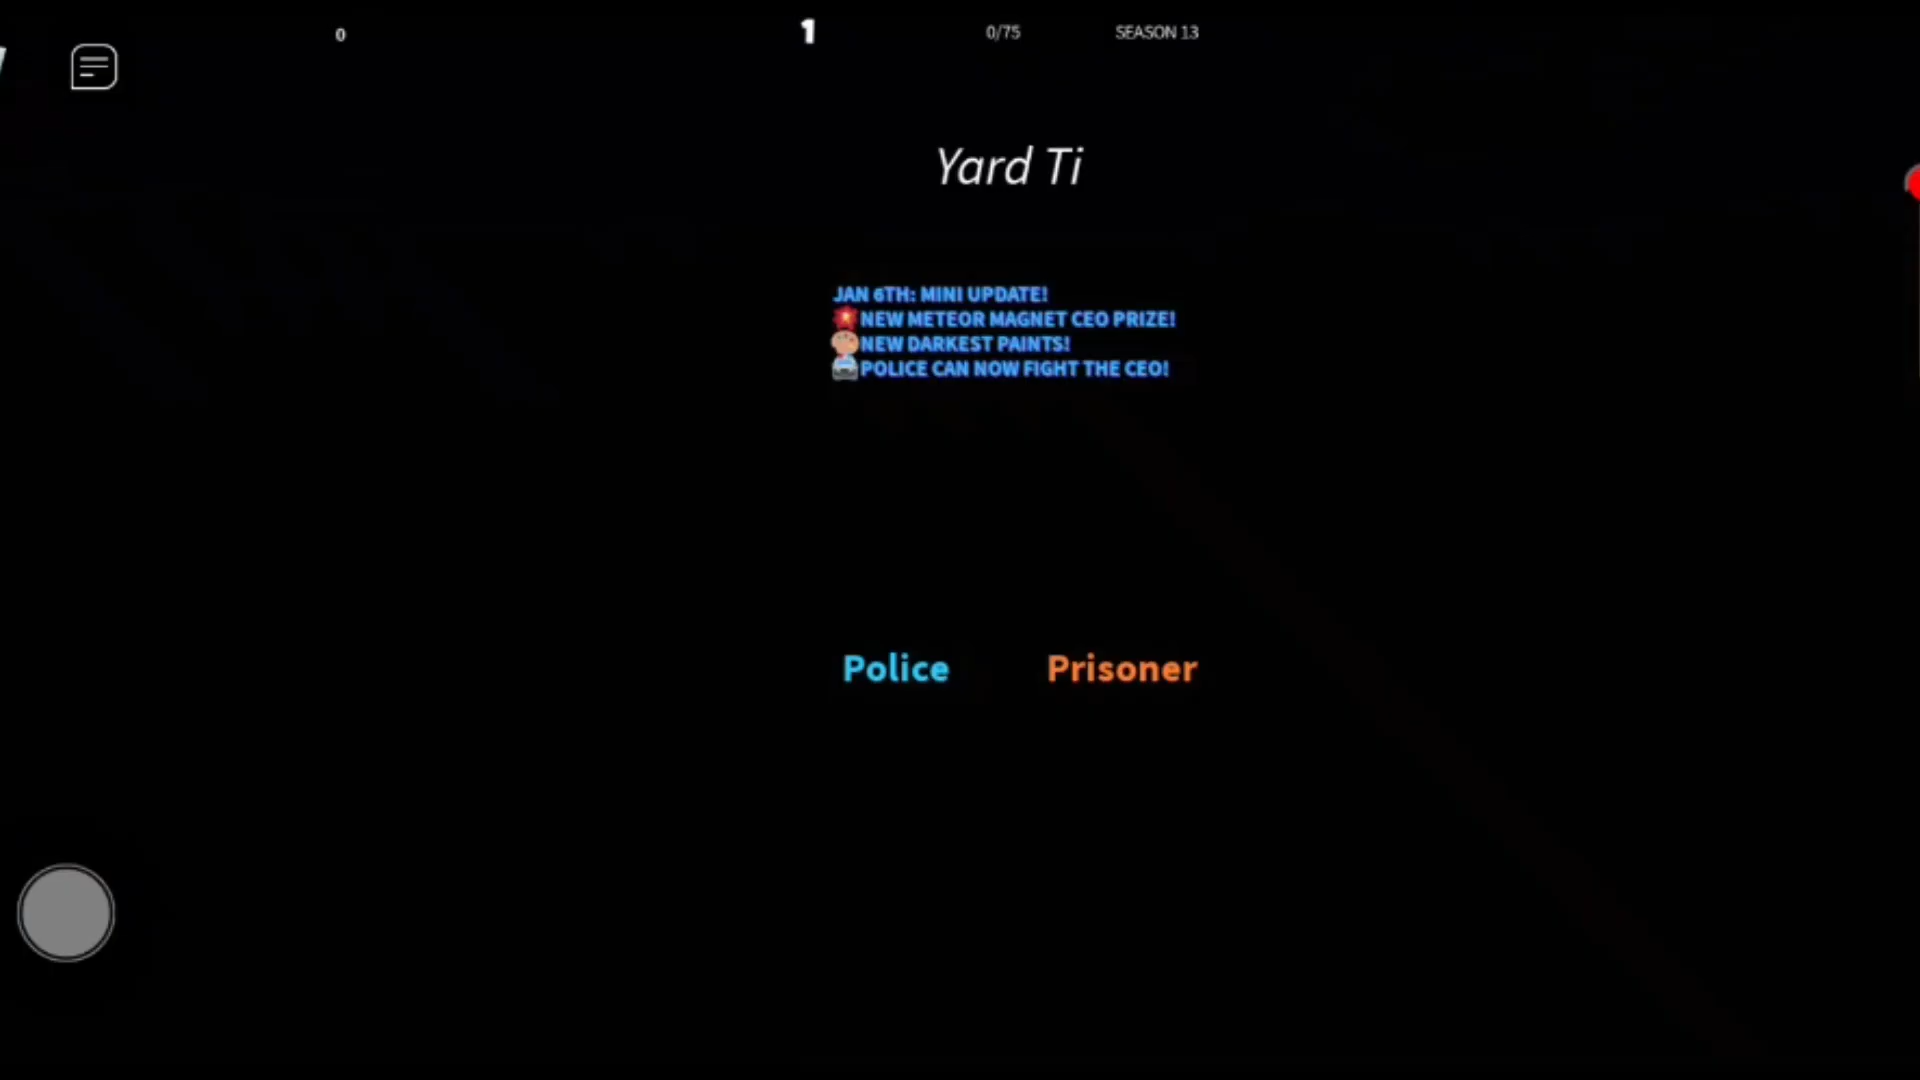 0
1
0/75
SEASON 13
Yard Ti
JAN 6TH: MINI UPDATE!
NEW METEOR MAGNET CEO PRIZE!
NEW DARKEST PAINTS!
POLICE CAN NOW FIGHT THE CEO!
Police
Prisoner